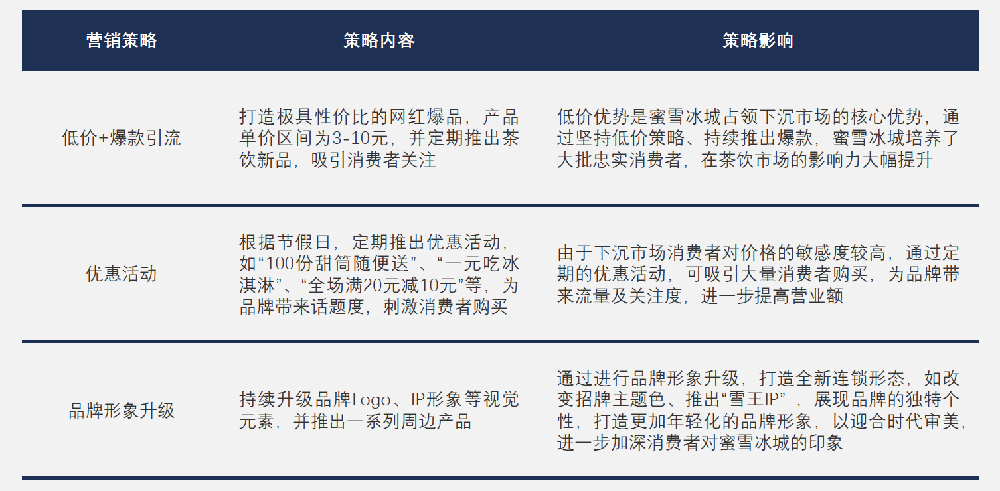 营销策略 策略内容 策略影响
低价+爆款引流
打造极具性价比的网红爆品，产品
单价区间为3-10元，并定期推出茶
饮新品，吸引消费者关注
低价优势是蜜雪冰城占领下沉市场的核心优势，通
过坚持低价策略、持续推出爆款，蜜雪冰城培养了
大批忠实消费者，在茶饮市场的影响力大幅提升
优惠活动
根据节假日，定期推出优惠活动，
如“100份甜筒随便送”、“一元吃冰
淇淋”、“全场满20元减10元”等，为
品牌带来话题度，刺激消费者购买
由于下沉市场消费者对价格的敏感度较高，通过定
期的优惠活动，可吸引大量消费者购买，为品牌带
来流量及关注度，进一步提高营业额
品牌形象升级
持续升级品牌Logo、IP形象等视觉
元素，并推出一系列周边产品
通过进行品牌形象升级，打造全新连锁形态，如改
变招牌主题色、推出“雪王IP”，展现品牌的独特个
性，打造更加年轻化的品牌形象，以迎合时代审美，
进一步加深消费者对蜜雪冰城的印象